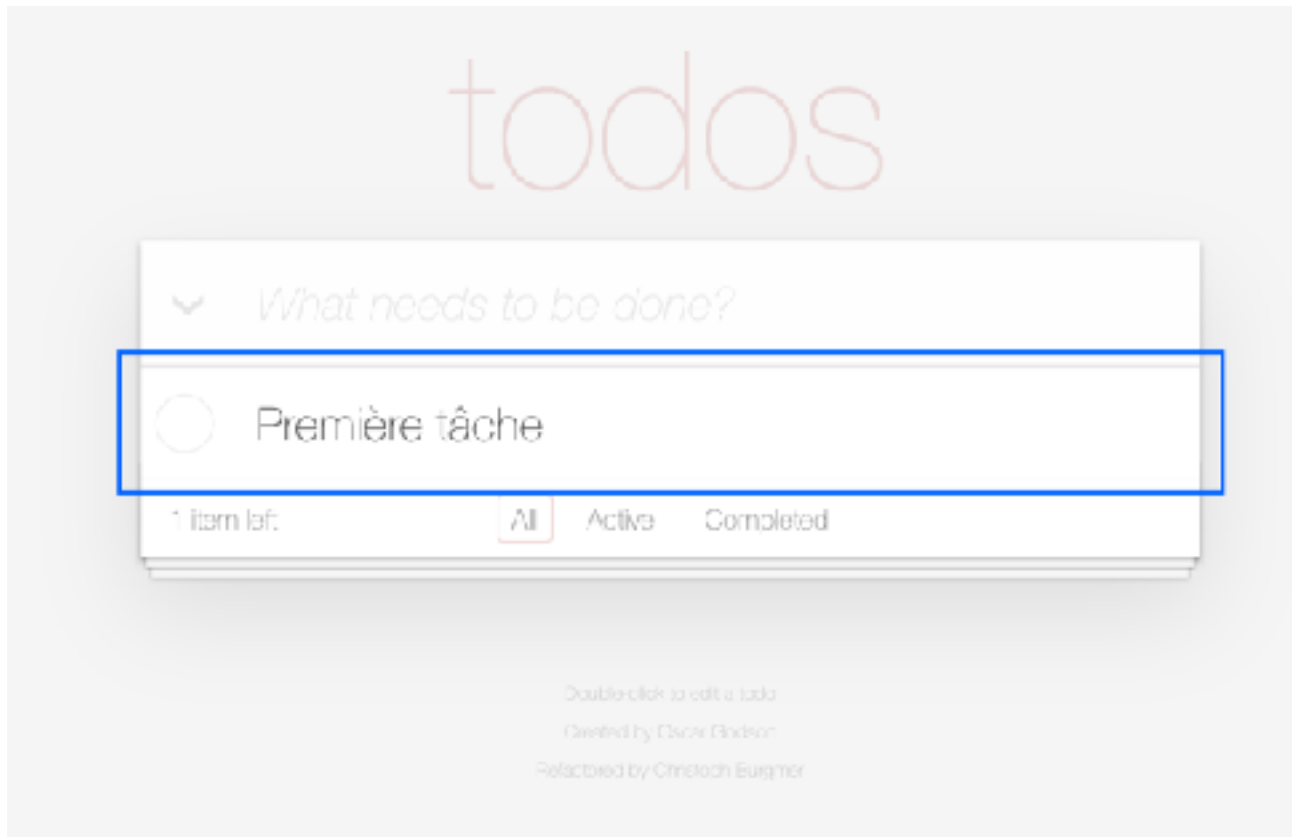 todos
What needs to be done?
Première tâche
1 item left All Active Completed
Double-click to edit a todo
Created by Oscar Godson
Refactored by Christoph Burgmer